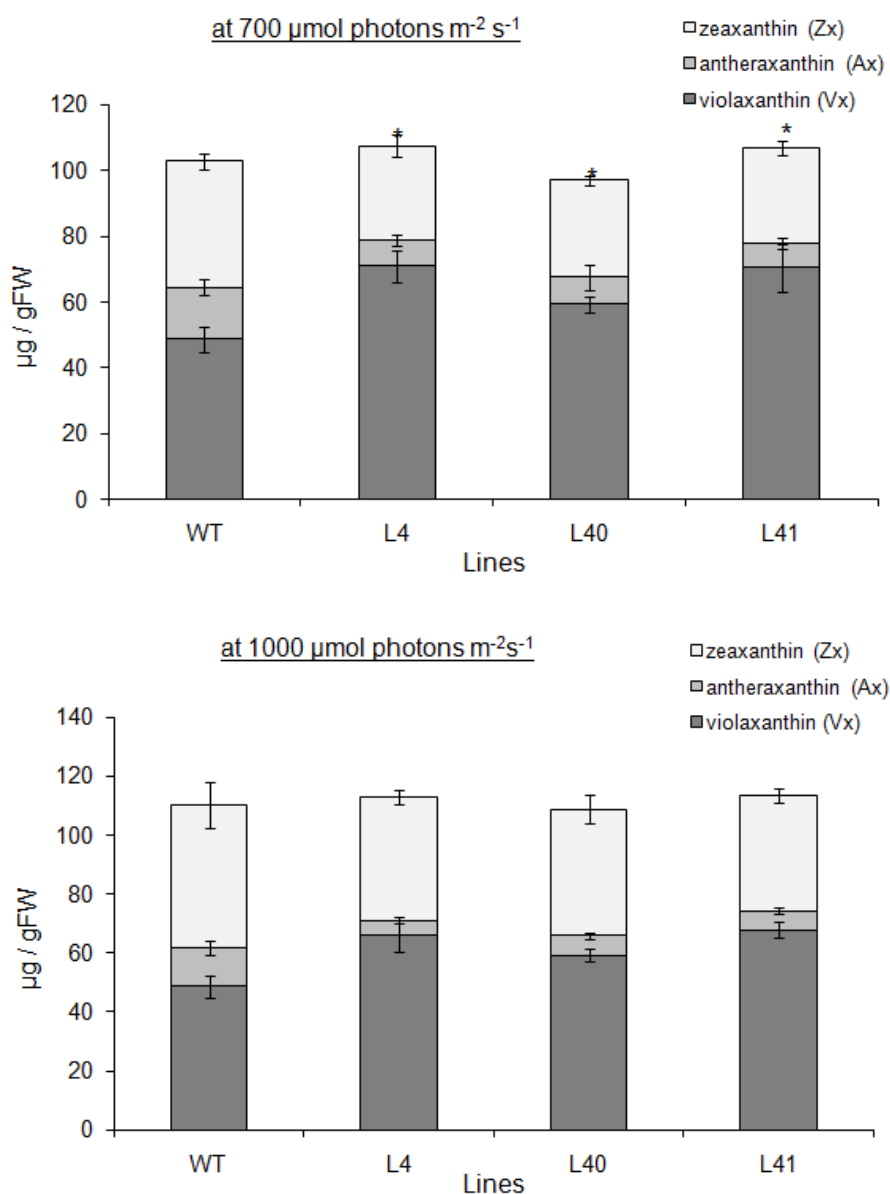 at 700 µmol photons m⁻² s⁻¹
zeaxanthin (Zx)
antheraxanthin (Ax)
violaxanthin (Vx)
120
100
80
60
40
20
0
µg / gFW
* * *
WT L4 L40 L41
Lines
at 1000 µmol photons m⁻²s⁻¹
zeaxanthin (Zx)
antheraxanthin (Ax)
violaxanthin (Vx)
140
120
100
80
60
40
20
0
µg / gFW
WT L4 L40 L41
Lines